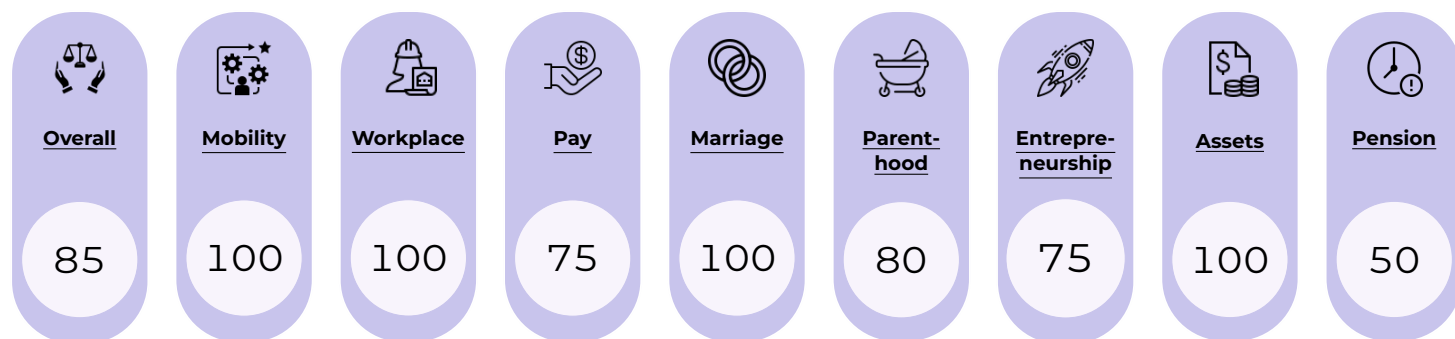 Overall
Mobility
Workplace
Pay
Marriage
Parent-
hood
Entrepre-
neurship
Assets
Pension
85
100
100
75
100
80
75
100
50